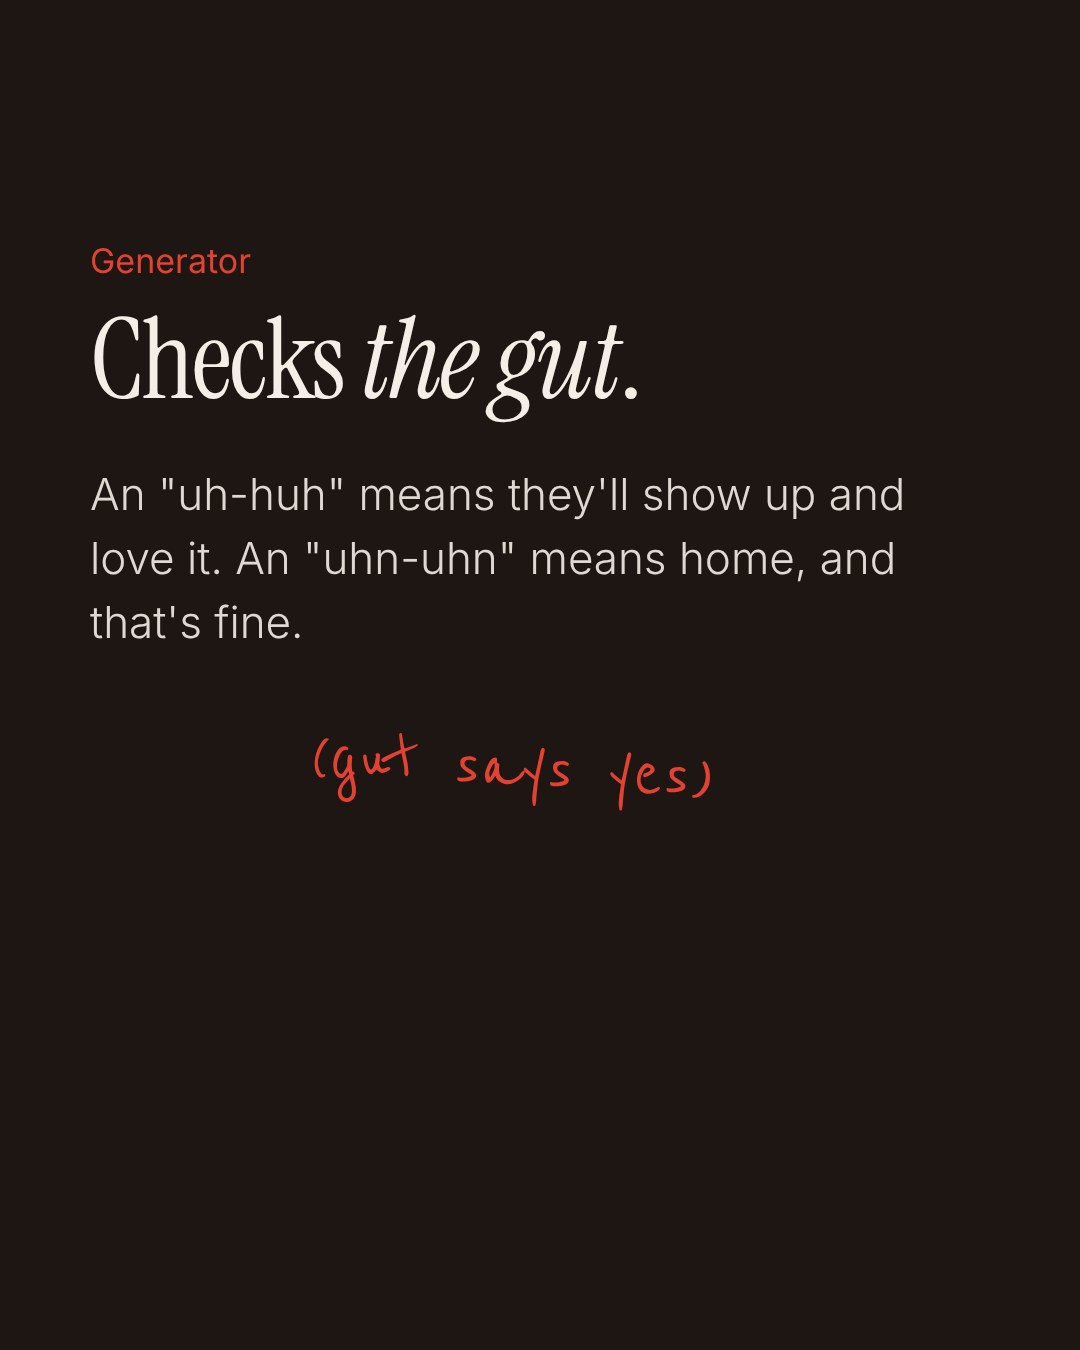 Generator
Checks the gut.
An "uh-huh" means they'll show up and
love it. An "uhn-uhn" means home, and
that's fine.
(gut says yes)